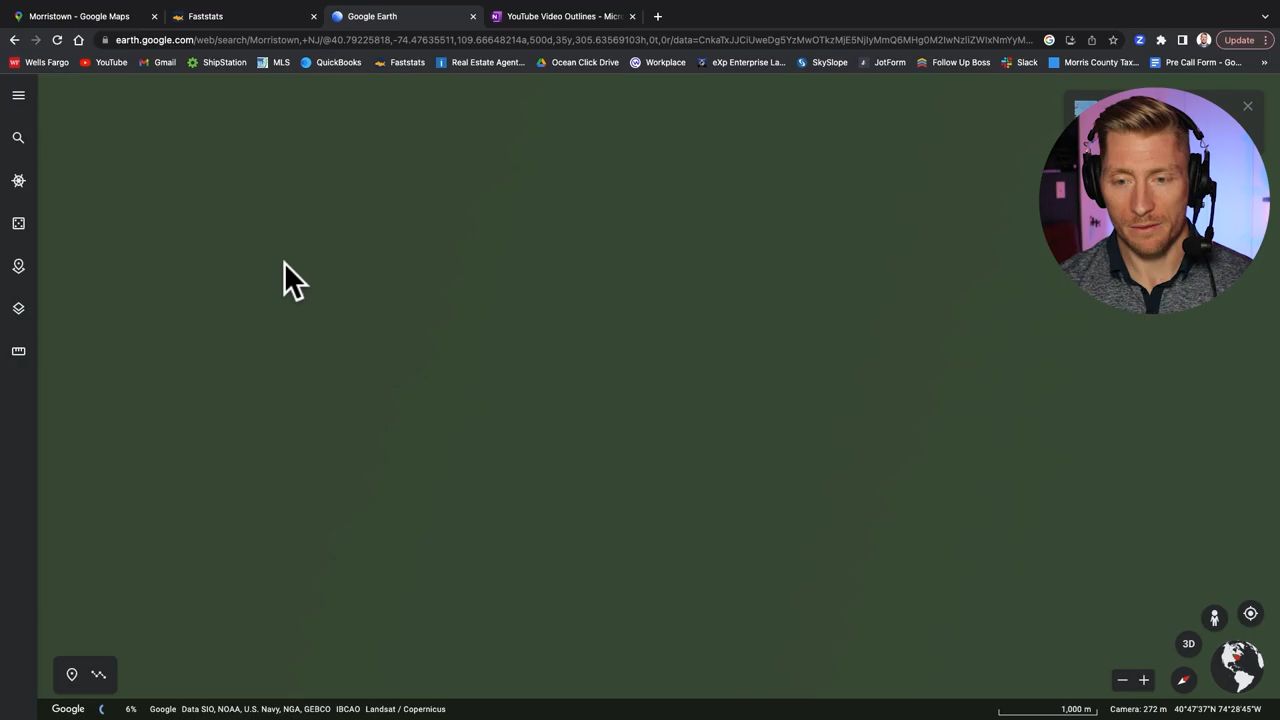 Morristown - Google Maps
Faststats
Google Earth
YouTube Video Outlines - Micr
earth.google.com/web/search/Morristown,+NJ/@40.79225818,-74.47635511,109.66648214a,500d,35y,305.63569103h,0t,0r/data=
Update
Wells Fargo
YouTube
Gmail
ShipStation
MLS
QuickBooks
Faststats
Real Estate Agent...
Ocean Click Drive
Workplace
eXp Enterprise La...
SkySlope
JotForm
Follow Up Boss
Slack
Morris County Tax...
Pre Call Form - Go...
3D
Google
6%
Google
Data SIO, NOAA, U.S. Navy, NGA, GEBCO
IBCAO
Landsat / Copernicus
1,000 m
Camera: 272 m
40°47'37"N 74°28'45"W